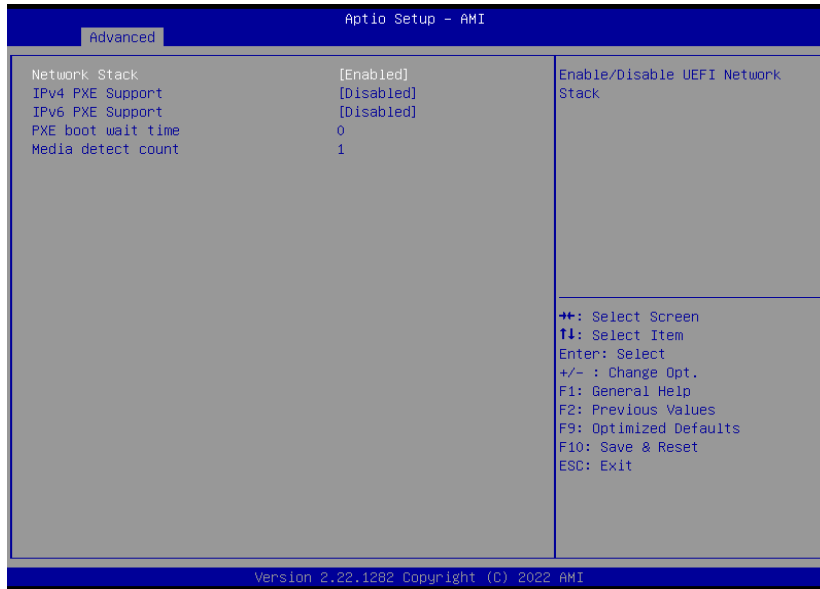 Aptio Setup – AMI
Advanced
Network Stack [Enabled]
IPv4 PXE Support [Disabled]
IPv6 PXE Support [Disabled]
PXE boot wait time 0
Media detect count 1
Enable/Disable UEFI Network
Stack
→←: Select Screen
↑↓: Select Item
Enter: Select
+/- : Change Opt.
F1: General Help
F2: Previous Values
F9: Optimized Defaults
F10: Save & Reset
ESC: Exit
Version 2.22.1282 Copyright (C) 2022 AMI